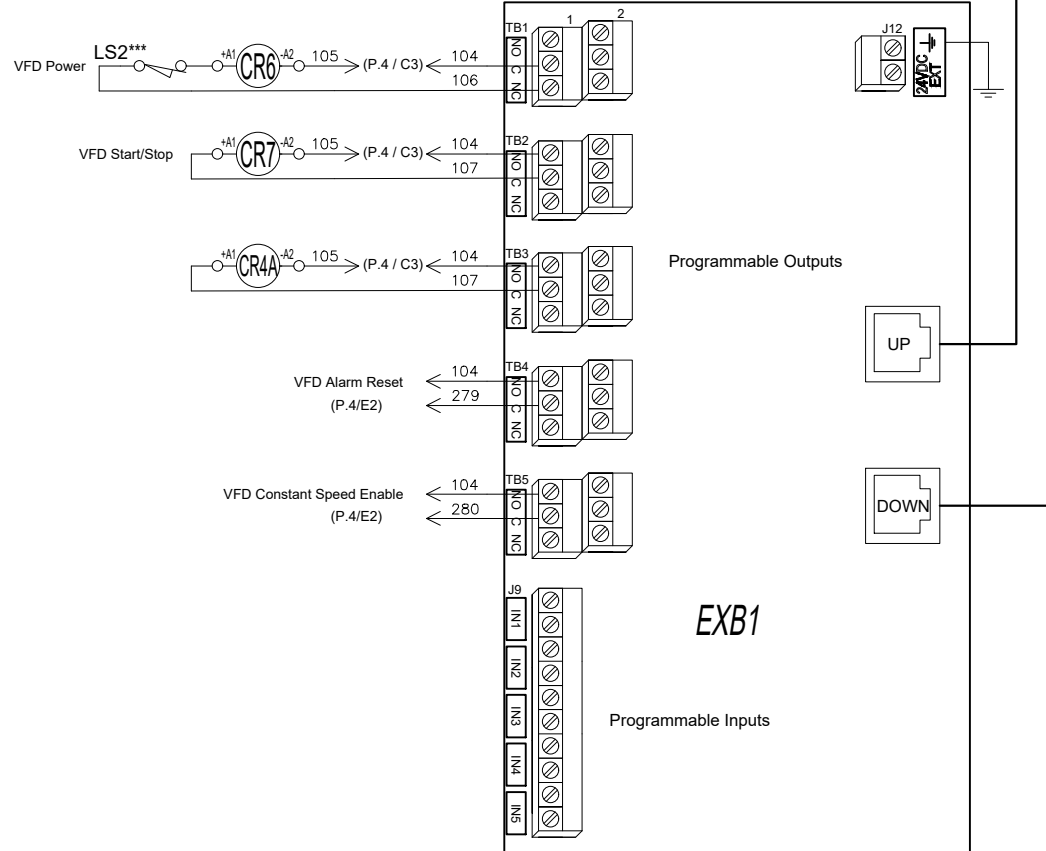 TB1
1
2
J12
LS2***
VFD Power
+A1
CR6
-A2
105
(P.4 / C3)
104
106
NO C NC
24VDC
EXT
TB2
VFD Start/Stop
+A1
CR7
-A2
105
(P.4 / C3)
104
107
NO C NC
TB3
+A1
CR4A
-A2
105
(P.4 / C3)
104
107
NO C NC
Programmable Outputs
UP
TB4
VFD Alarm Reset
104
(P.4/E2)
279
NO C NC
TB5
VFD Constant Speed Enable
104
(P.4/E2)
280
NO C NC
DOWN
J9
IN1
IN2
IN3
IN4
IN5
EXB1
Programmable Inputs